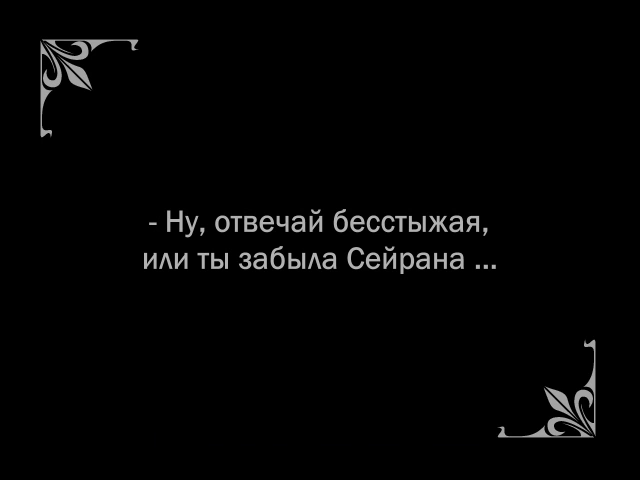 - Ну, отвечай бесстыжая,
или ты забыла Сейрана ...